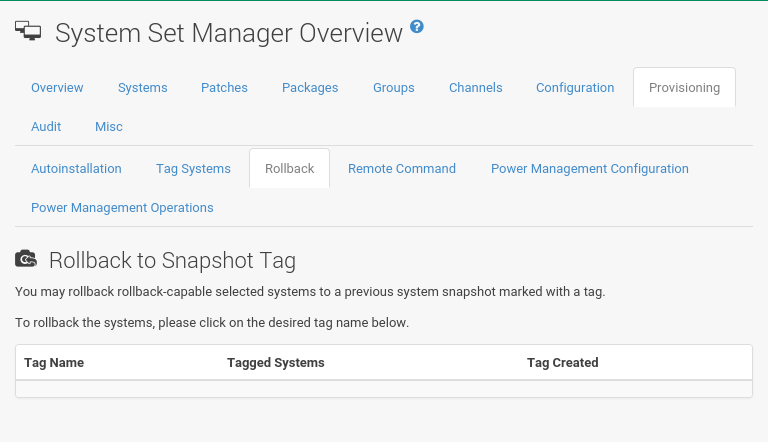 System Set Manager Overview ?
Overview Systems Patches Packages Groups Channels Configuration Provisioning
Audit Misc
Autoinstallation Tag Systems Rollback Remote Command Power Management Configuration
Power Management Operations
Rollback to Snapshot Tag
You may rollback rollback-capable selected systems to a previous system snapshot marked with a tag.
To rollback the systems, please click on the desired tag name below.
Tag Name Tagged Systems Tag Created